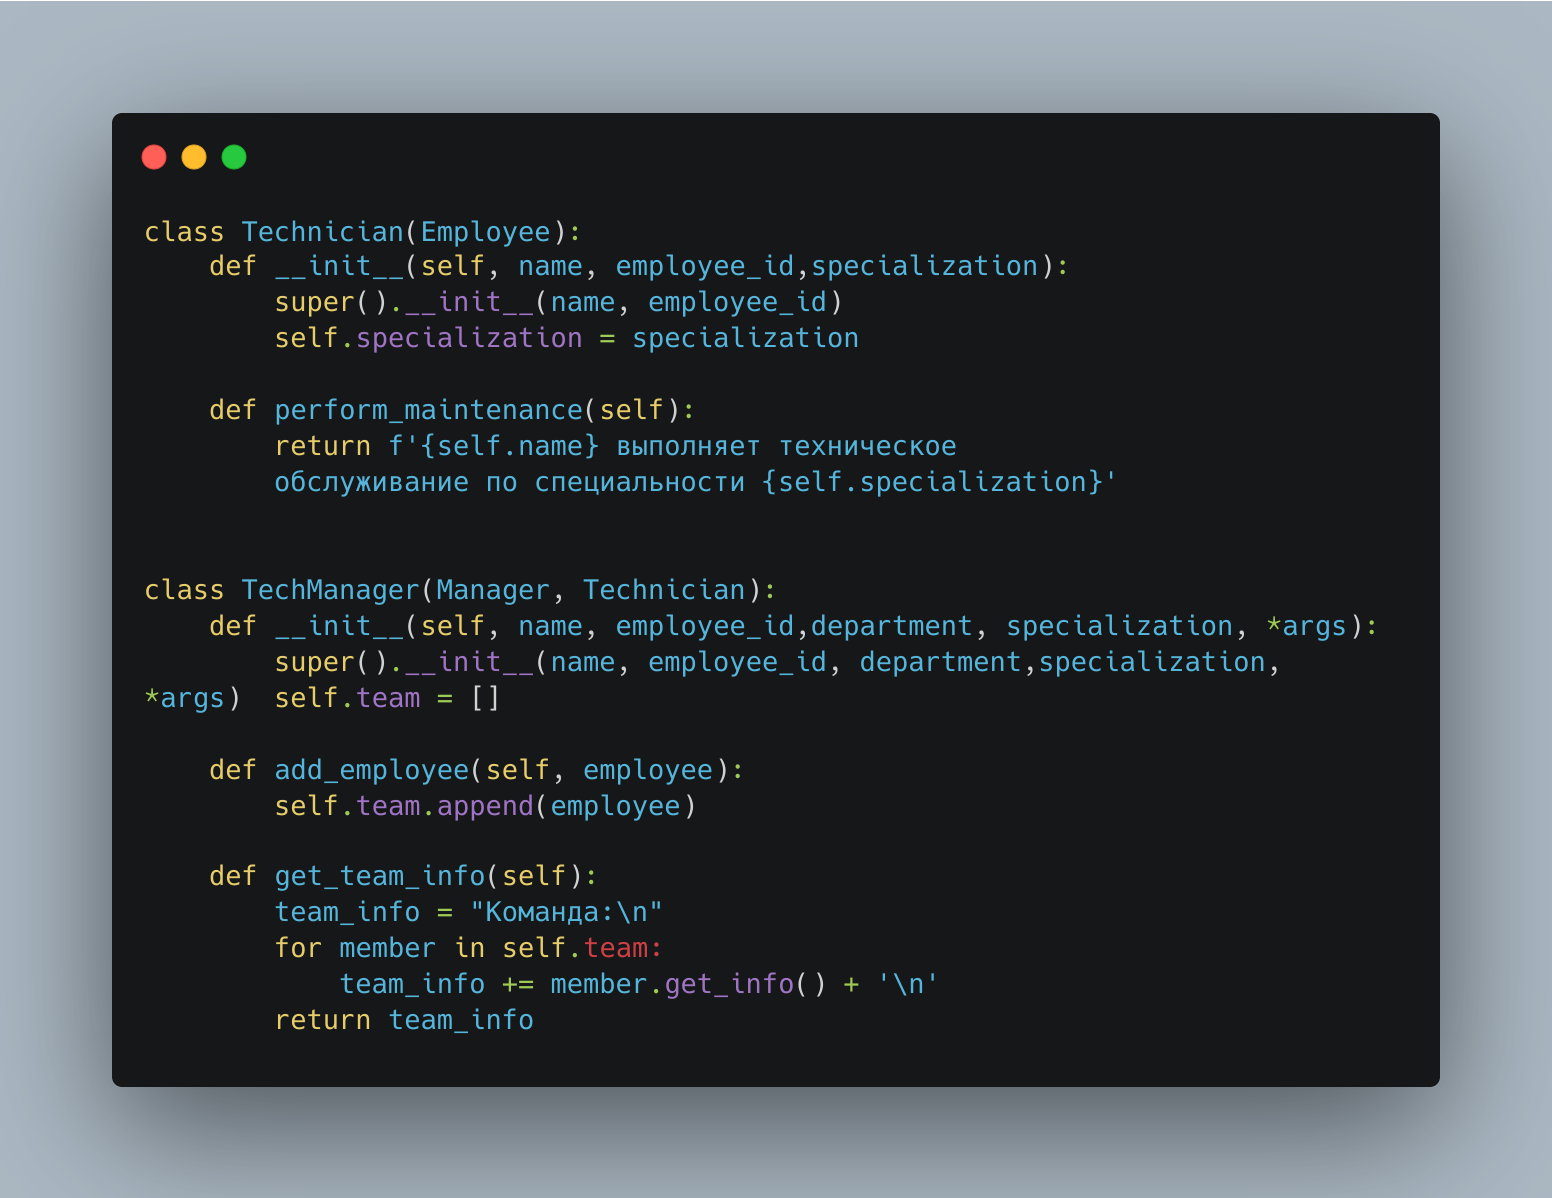 class Technician(Employee):
    def __init__(self, name, employee_id,specialization):
        super().__init__(name, employee_id)
        self.specialization = specialization

    def perform_maintenance(self):
        return f'{self.name} выполняет техническое
        обслуживание по специальности {self.specialization}'


class TechManager(Manager, Technician):
    def __init__(self, name, employee_id,department, specialization, *args):
        super().__init__(name, employee_id, department,specialization,
*args)  self.team = []

    def add_employee(self, employee):
        self.team.append(employee)

    def get_team_info(self):
        team_info = "Команда:\n"
        for member in self.team:
            team_info += member.get_info() + '\n'
        return team_info